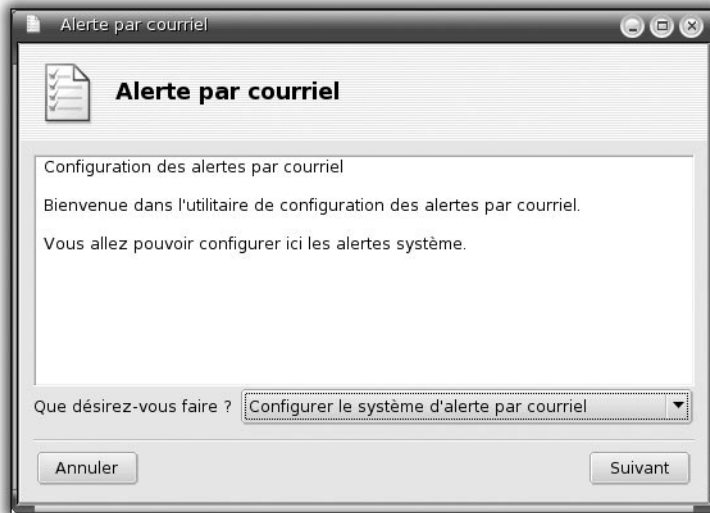 Alerte par courriel
Alerte par courriel
Configuration des alertes par courriel
Bienvenue dans l'utilitaire de configuration des alertes par courriel.
Vous allez pouvoir configurer ici les alertes système.
Que désirez-vous faire ? Configurer le système d'alerte par courriel
Annuler Suivant